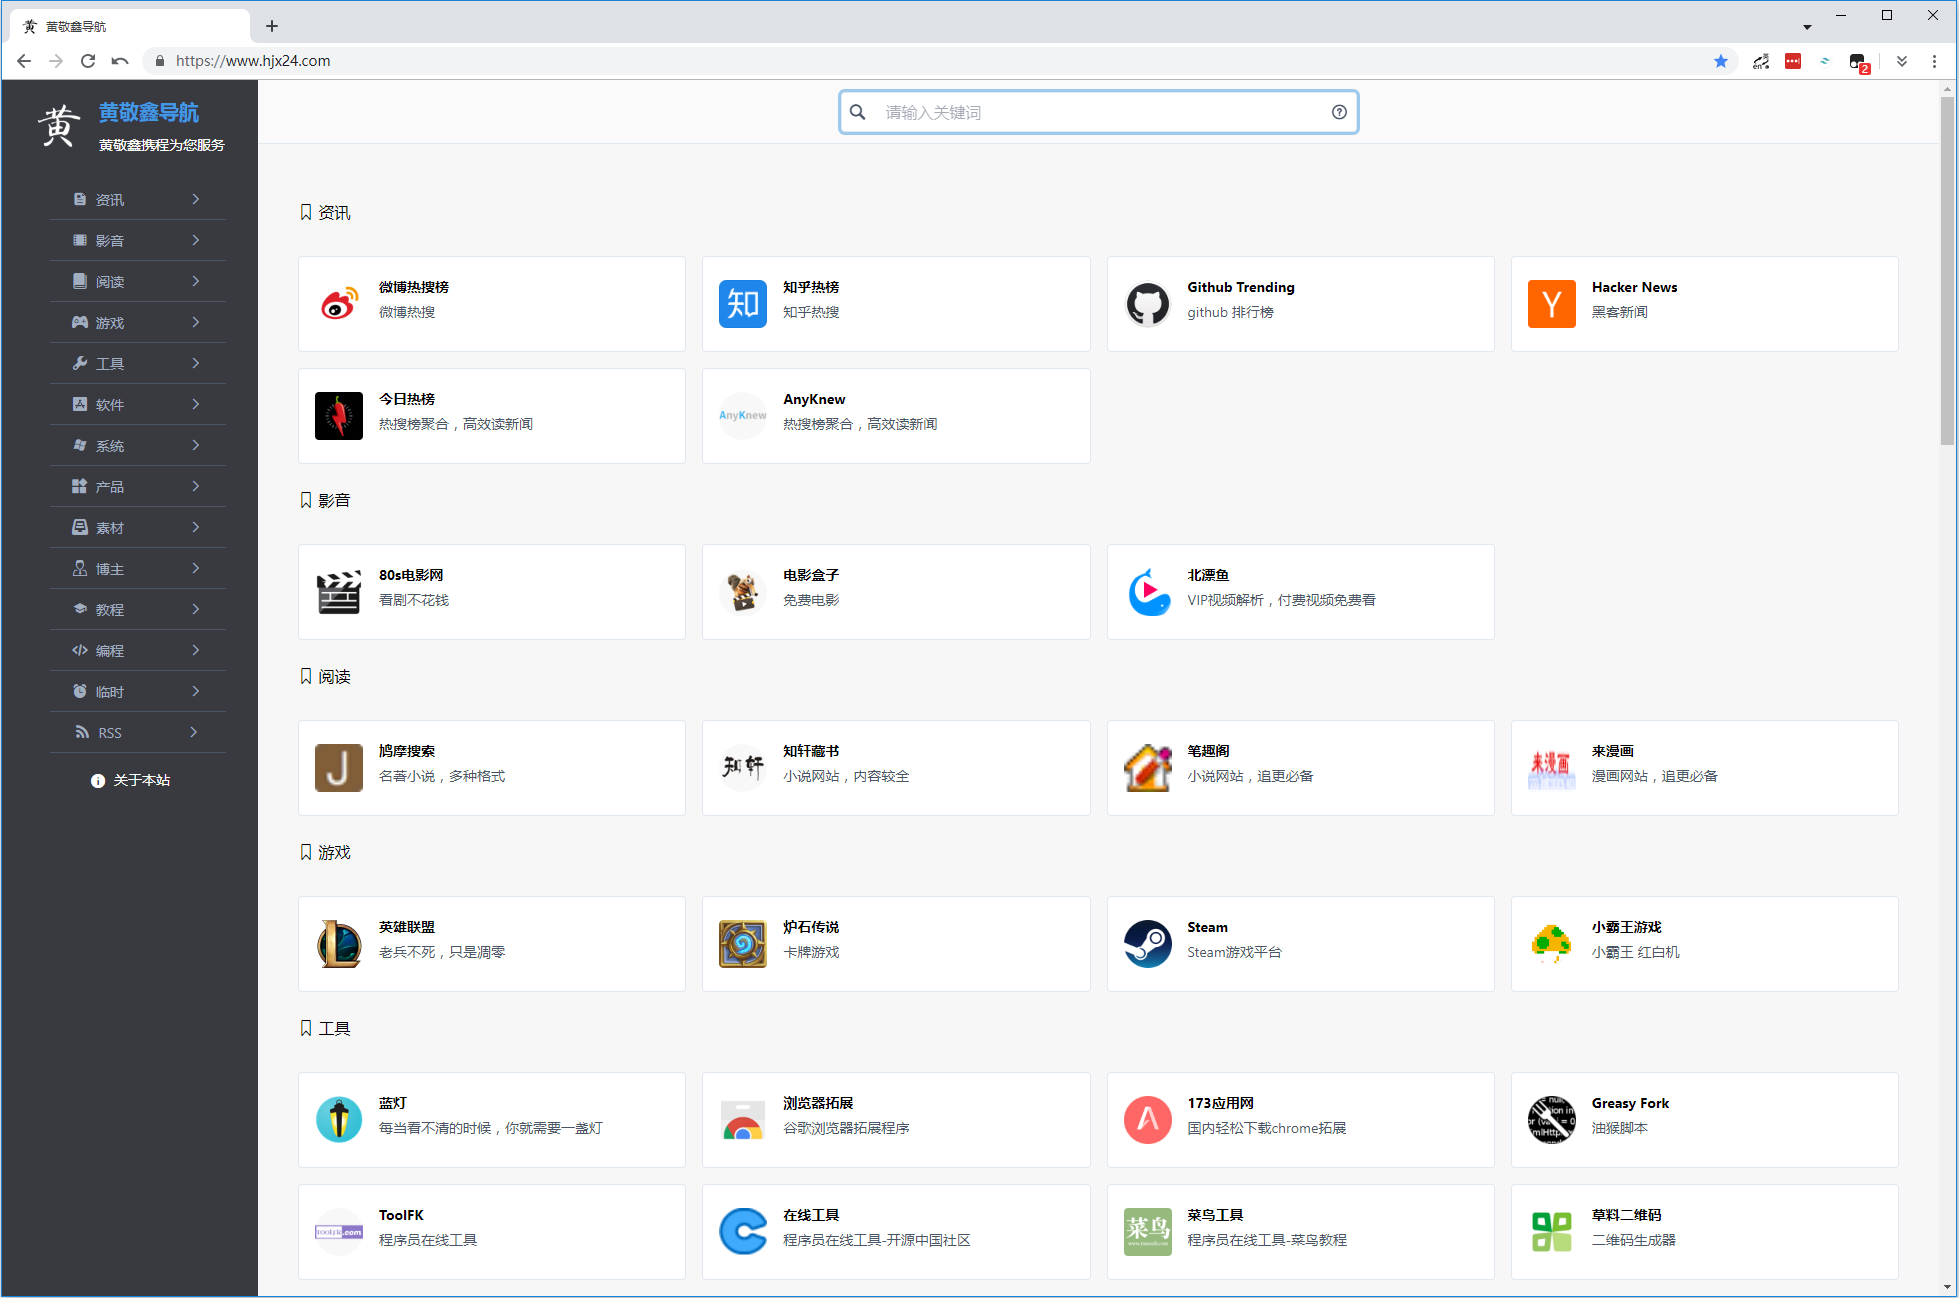 黄敬鑫导航
https://www.hjx24.com
2
黄
黄敬鑫导航
黄敬鑫携程为您服务
请输入关键词
资讯
影音
阅读
游戏
工具
软件
系统
产品
素材
博主
教程
编程
临时
RSS
关于本站
资讯
微博热搜榜
微博热搜
知
知乎热榜
知乎热搜
Github Trending
github 排行榜
Y
Hacker News
黑客新闻
今日热榜
热搜榜聚合，高效读新闻
AnyKnew
AnyKnew
热搜榜聚合，高效读新闻
影音
80s电影网
看剧不花钱
电影盒子
免费电影
北漂鱼
VIP视频解析，付费视频免费看
阅读
J
鸠摩搜索
名著小说，多种格式
知轩
知轩藏书
小说网站，内容较全
笔趣阁
小说网站，追更必备
来漫画
来漫画
漫画网站，追更必备
游戏
英雄联盟
老兵不死，只是凋零
炉石传说
卡牌游戏
Steam
Steam游戏平台
小霸王游戏
小霸王 红白机
工具
蓝灯
每当看不清的时候，你就需要一盏灯
浏览器拓展
谷歌浏览器拓展程序
173应用网
国内轻松下载chrome拓展
Greasy Fork
油猴脚本
toolfk.com
ToolFK
程序员在线工具
在线工具
程序员在线工具-开源中国社区
菜鸟
菜鸟工具
程序员在线工具-菜鸟教程
草料二维码
二维码生成器